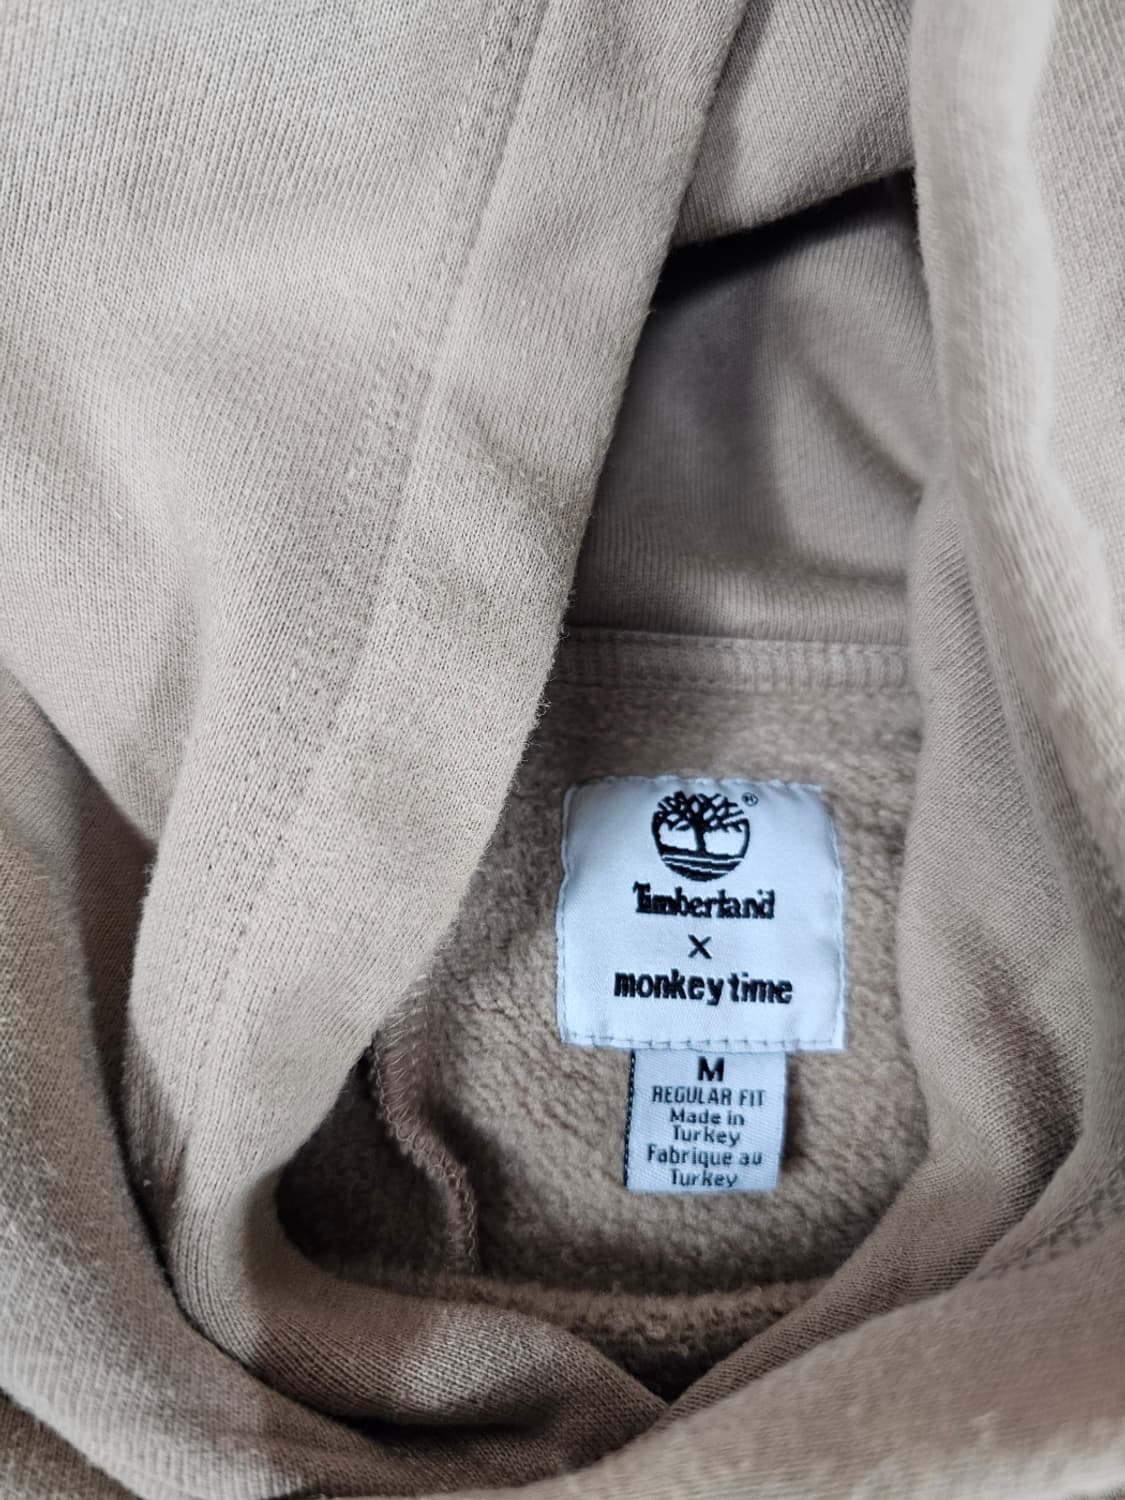 ®
Timberland
X
monkey time
M
REGULAR FIT
Made in
Turkey
Fabrique au
Turkey